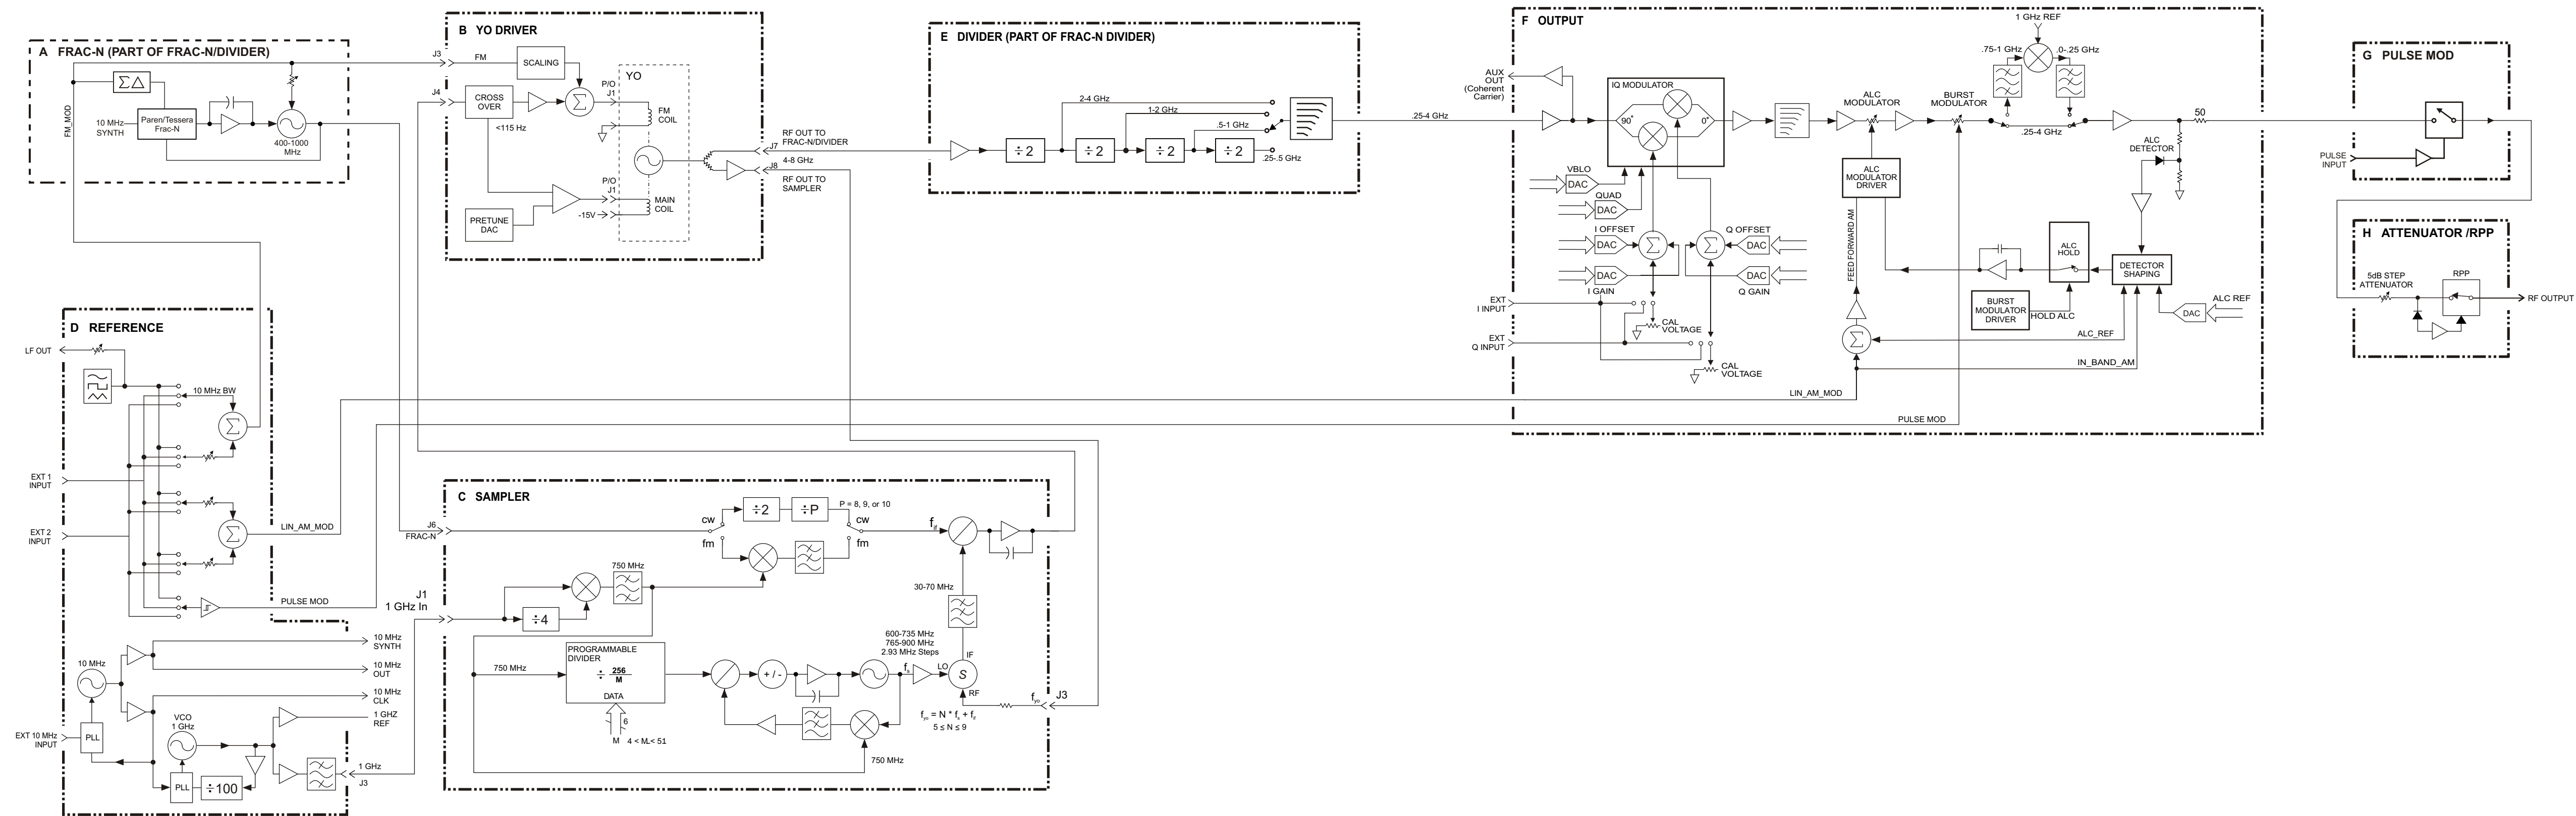 A FRAC-N (PART OF FRAC-N/DIVIDER)
FM_MOD
ΣΔ
10 MHz
SYNTH
Paren/Tessera
Frac-N
400-1000
MHz
B YO DRIVER
J3
FM
SCALING
J4
CROSS
OVER
<115 Hz
Σ
P/O
J1
YO
FM
COIL
P/O
J1
-15V
MAIN
COIL
PRETUNE
DAC
RF OUT TO
FRAC-N/DIVIDER
J7
4-8 GHz
J8
RF OUT TO
SAMPLER
E DIVIDER (PART OF FRAC-N DIVIDER)
2-4 GHz
1-2 GHz
.5-1 GHz
÷2
÷2
÷2
÷2
.25-.5 GHz
.25-4 GHz
F OUTPUT
AUX
OUT
(Coherent
Carrier)
IQ MODULATOR
90°
0°
VBLO
DAC
QUAD
DAC
I OFFSET
DAC
Σ
Σ
Q OFFSET
DAC
DAC
I GAIN
DAC
Q GAIN
EXT
I INPUT
CAL
VOLTAGE
EXT
Q INPUT
CAL
VOLTAGE
ALC
MODULATOR
BURST
MODULATOR
1 GHz REF
.75-1 GHz
.0-.25 GHz
.25-4 GHz
50
ALC
DETECTOR
ALC
MODULATOR
DRIVER
FEED FORWARD AM
ALC
HOLD
DETECTOR
SHAPING
BURST
MODULATOR
DRIVER
HOLD ALC
ALC REF
DAC
Σ
ALC_REF
IN_BAND_AM
LIN_AM_MOD
PULSE MOD
G PULSE MOD
PULSE
INPUT
H ATTENUATOR /RPP
5dB STEP
ATTENUATOR
RPP
RF OUTPUT
D REFERENCE
LF OUT
10 MHz BW
Σ
EXT 1
INPUT
EXT 2
INPUT
Σ
LIN_AM_MOD
PULSE MOD
10 MHz
SYNTH
10 MHz
10 MHz
OUT
10 MHz
CLK
VCO
1 GHz
1 GHZ
REF
EXT 10 MHz
INPUT
PLL
PLL
÷100
1 GHz
J3
C SAMPLER
J6
FRAC-N
CW
fm
÷2
÷P
P = 8, 9, or 10
CW
fm
fif
J1
1 GHz In
÷4
750 MHz
30-70 MHz
600-735 MHz
765-900 MHz
2.93 MHz Steps
750 MHz
PROGRAMMABLE
DIVIDER
÷ 256
M
DATA
6
M 4 < M.< 51
+ / -
fs
LO
IF
S
RF
fyo
J3
fyo = N * fs + fif
5 ≤ N ≤ 9
750 MHz